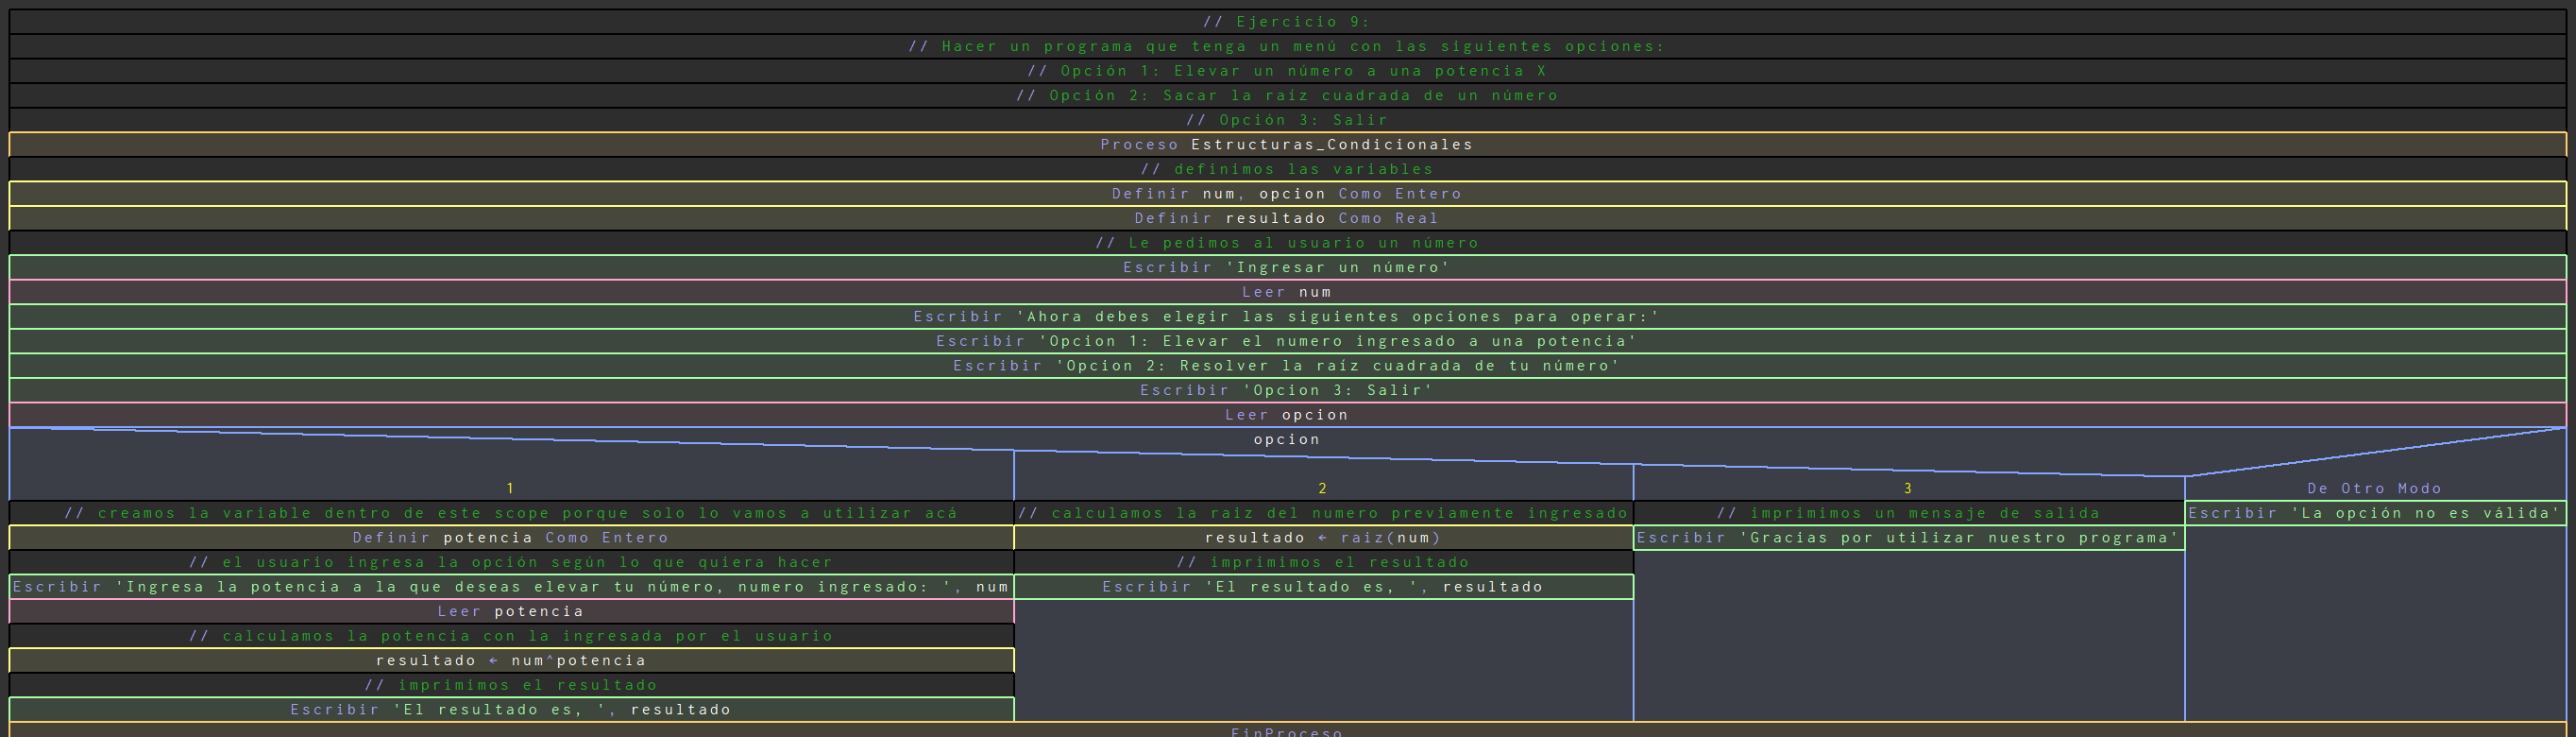 // Ejercicio 9:
// Hacer un programa que tenga un menú con las siguientes opciones:
// Opción 1: Elevar un número a una potencia X
// Opción 2: Sacar la raíz cuadrada de un número
// Opción 3: Salir
Proceso Estructuras_Condicionales
// definimos las variables
Definir num, opcion Como Entero
Definir resultado Como Real
// Le pedimos al usuario un número
Escribir 'Ingresar un número'
Leer num
Escribir 'Ahora debes elegir las siguientes opciones para operar:'
Escribir 'Opcion 1: Elevar el numero ingresado a una potencia'
Escribir 'Opcion 2: Resolver la raíz cuadrada de tu número'
Escribir 'Opcion 3: Salir'
Leer opcion
opcion
1
// creamos la variable dentro de este scope porque solo lo vamos a utilizar acá
Definir potencia Como Entero
// el usuario ingresa la opción según lo que quiera hacer
Escribir 'Ingresa la potencia a la que deseas elevar tu número, numero ingresado: ', num
Leer potencia
// calculamos la potencia con la ingresada por el usuario
resultado ← num^potencia
// imprimimos el resultado
Escribir 'El resultado es, ', resultado
2
// calculamos la raiz del numero previamente ingresado
resultado ← raiz(num)
// imprimimos el resultado
Escribir 'El resultado es, ', resultado
3
// imprimimos un mensaje de salida
Escribir 'Gracias por utilizar nuestro programa'
De Otro Modo
Escribir 'La opción no es válida'
FinProceso